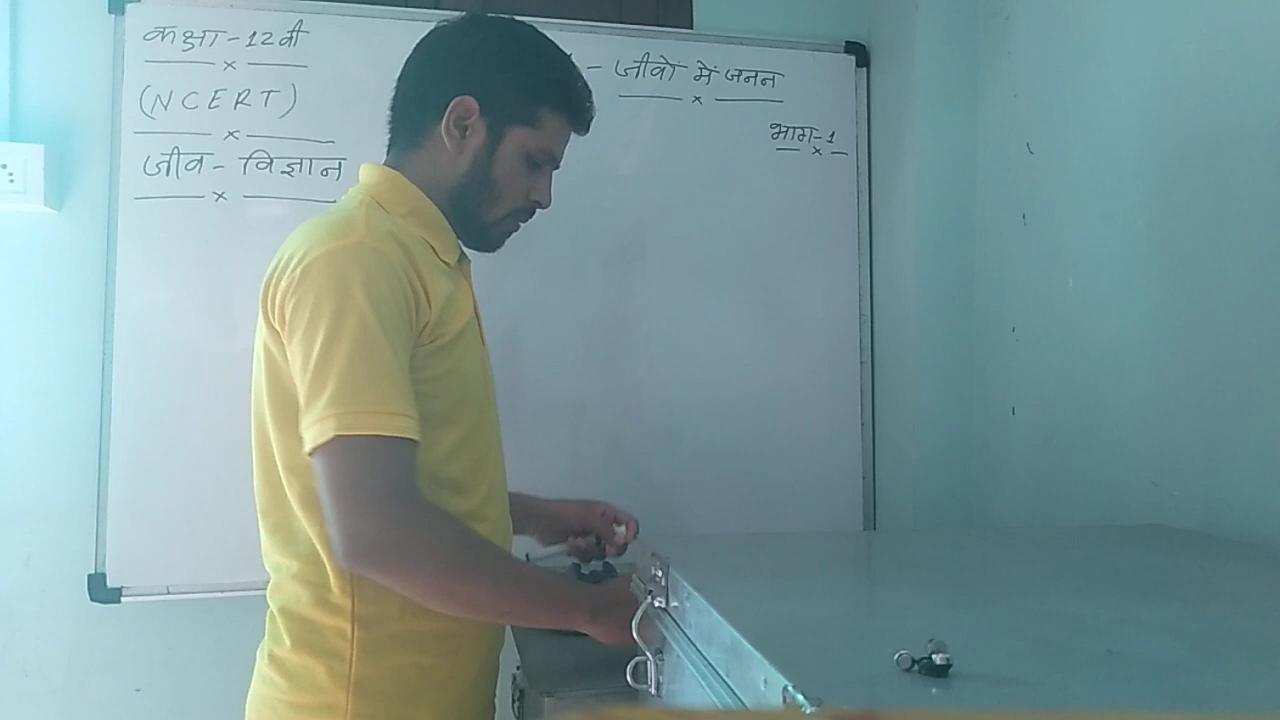 कक्षा-12वी
(NCERT)
जीव-विज्ञान
- जीवों में जनन
भाग-1